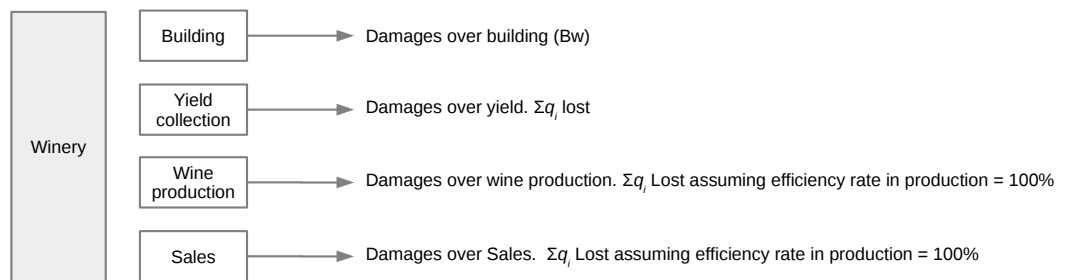 Building
Damages over building (Bw)
Yield
collection
Damages over yield. Σqi lost
Winery
Wine
production
Damages over wine production. Σqi Lost assuming efficiency rate in production = 100%
Sales
Damages over Sales. Σqi Lost assuming efficiency rate in production = 100%